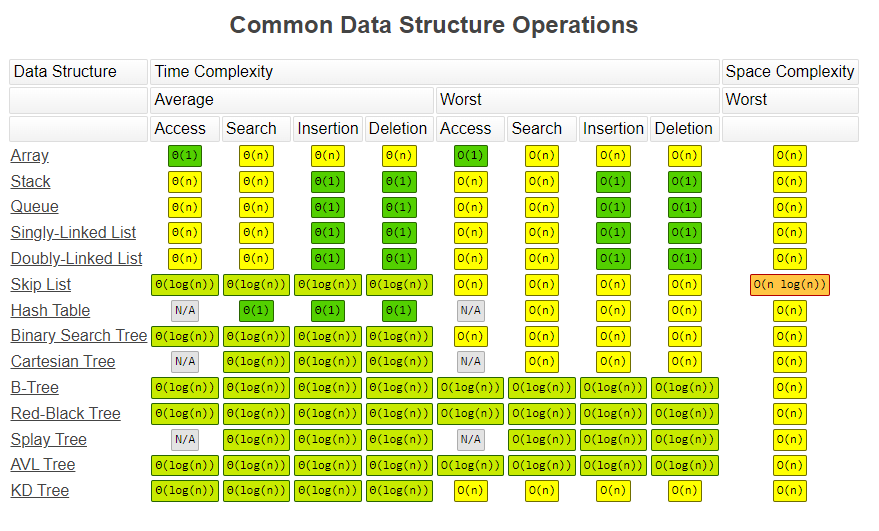 Common Data Structure Operations
Data Structure Time Complexity Space Complexity
Average Worst Worst
Access Search Insertion Deletion Access Search Insertion Deletion
Array Θ(1) Θ(n) Θ(n) Θ(n) O(1) O(n) O(n) O(n) O(n)
Stack Θ(n) Θ(n) Θ(1) Θ(1) O(n) O(n) O(1) O(1) O(n)
Queue Θ(n) Θ(n) Θ(1) Θ(1) O(n) O(n) O(1) O(1) O(n)
Singly-Linked List Θ(n) Θ(n) Θ(1) Θ(1) O(n) O(n) O(1) O(1) O(n)
Doubly-Linked List Θ(n) Θ(n) Θ(1) Θ(1) O(n) O(n) O(1) O(1) O(n)
Skip List Θ(log(n)) Θ(log(n)) Θ(log(n)) Θ(log(n)) O(n) O(n) O(n) O(n) O(n log(n))
Hash Table N/A Θ(1) Θ(1) Θ(1) N/A O(n) O(n) O(n) O(n)
Binary Search Tree Θ(log(n)) Θ(log(n)) Θ(log(n)) Θ(log(n)) O(n) O(n) O(n) O(n) O(n)
Cartesian Tree N/A Θ(log(n)) Θ(log(n)) Θ(log(n)) N/A O(n) O(n) O(n) O(n)
B-Tree Θ(log(n)) Θ(log(n)) Θ(log(n)) Θ(log(n)) O(log(n)) O(log(n)) O(log(n)) O(log(n)) O(n)
Red-Black Tree Θ(log(n)) Θ(log(n)) Θ(log(n)) Θ(log(n)) O(log(n)) O(log(n)) O(log(n)) O(log(n)) O(n)
Splay Tree N/A Θ(log(n)) Θ(log(n)) Θ(log(n)) N/A O(log(n)) O(log(n)) O(log(n)) O(n)
AVL Tree Θ(log(n)) Θ(log(n)) Θ(log(n)) Θ(log(n)) O(log(n)) O(log(n)) O(log(n)) O(log(n)) O(n)
KD Tree Θ(log(n)) Θ(log(n)) Θ(log(n)) Θ(log(n)) O(n) O(n) O(n) O(n) O(n)